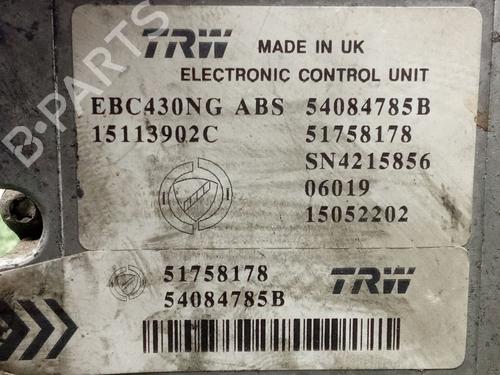 TRW MADE IN UK
ELECTRONIC CONTROL UNIT
EBC430NG ABS 54084785B
15113902C 51758178
SN4215856
06019
15052202
51758178 TRW
54084785B
B-PARTS